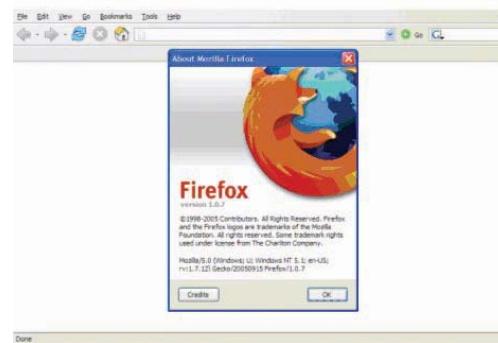 File Edit View Go Bookmarks Tools Help
Go
About Mozilla Firefox
Firefox
version 1.0.7
©1998-2005 Contributors. All Rights Reserved. Firefox
and the Firefox logos are trademarks of the Mozilla
Foundation. All rights reserved. Some trademark rights
used under license from The Charlton Company.
Mozilla/5.0 (Windows; U; Windows NT 5.1; en-US;
rv:1.7.12) Gecko/20050915 Firefox/1.0.7
Credits OK
Done